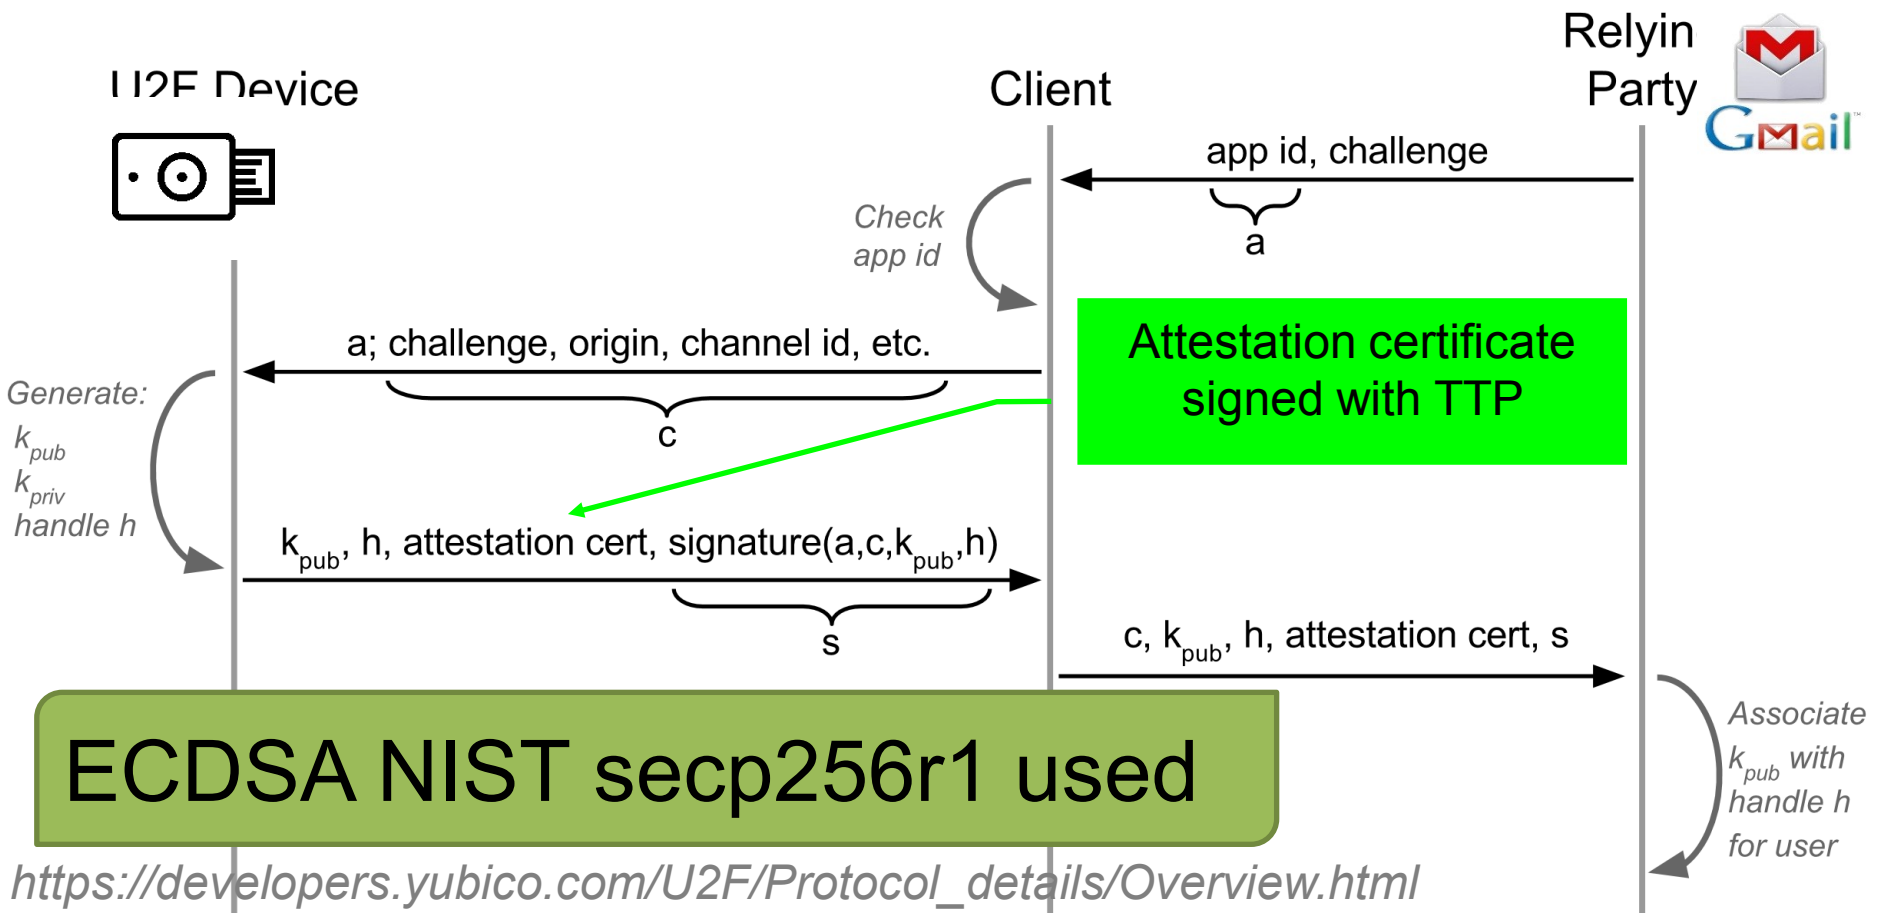 U2F Device
Client
Relyin
Party
GMail™
app id, challenge
a
Check
app id
a; challenge, origin, channel id, etc.
c
Attestation certificate
signed with TTP
Generate:
kpub
kpriv
handle h
kpub, h, attestation cert, signature(a,c,kpub,h)
s
c, kpub, h, attestation cert, s
Associate
kpub with
handle h
for user
ECDSA NIST secp256r1 used
https://developers.yubico.com/U2F/Protocol_details/Overview.html